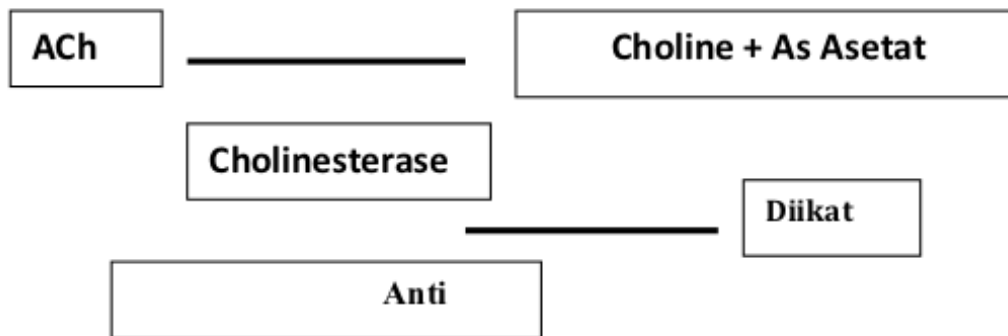 ACh
Choline + As Asetat
Cholinesterase
Diikat
Anti